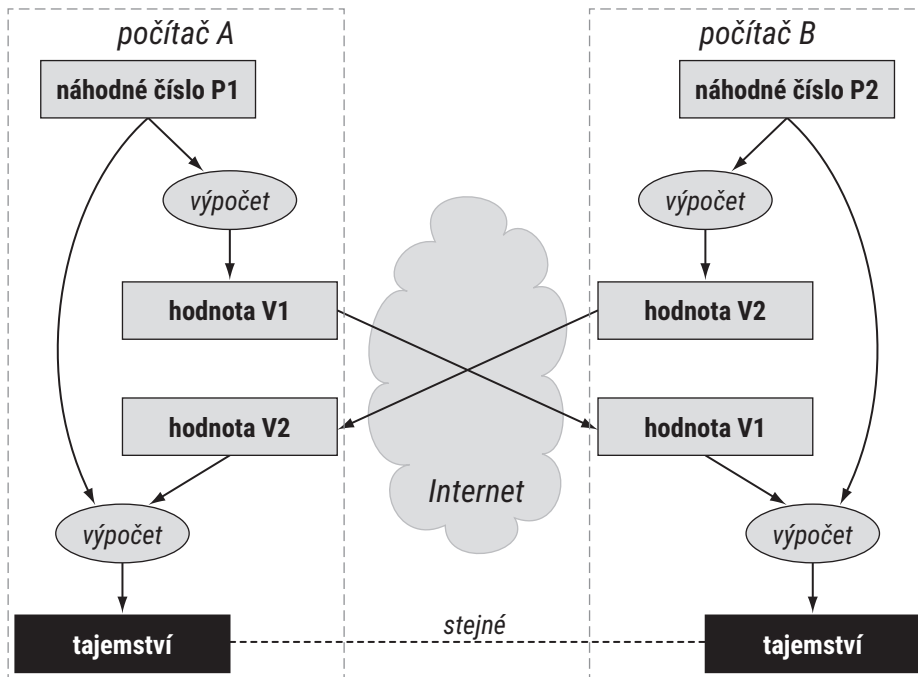 počítač A
počítač B
náhodné číslo P1
náhodné číslo P2
výpočet
výpočet
hodnota V1
hodnota V2
hodnota V2
hodnota V1
Internet
výpočet
výpočet
stejné
tajemství
tajemství